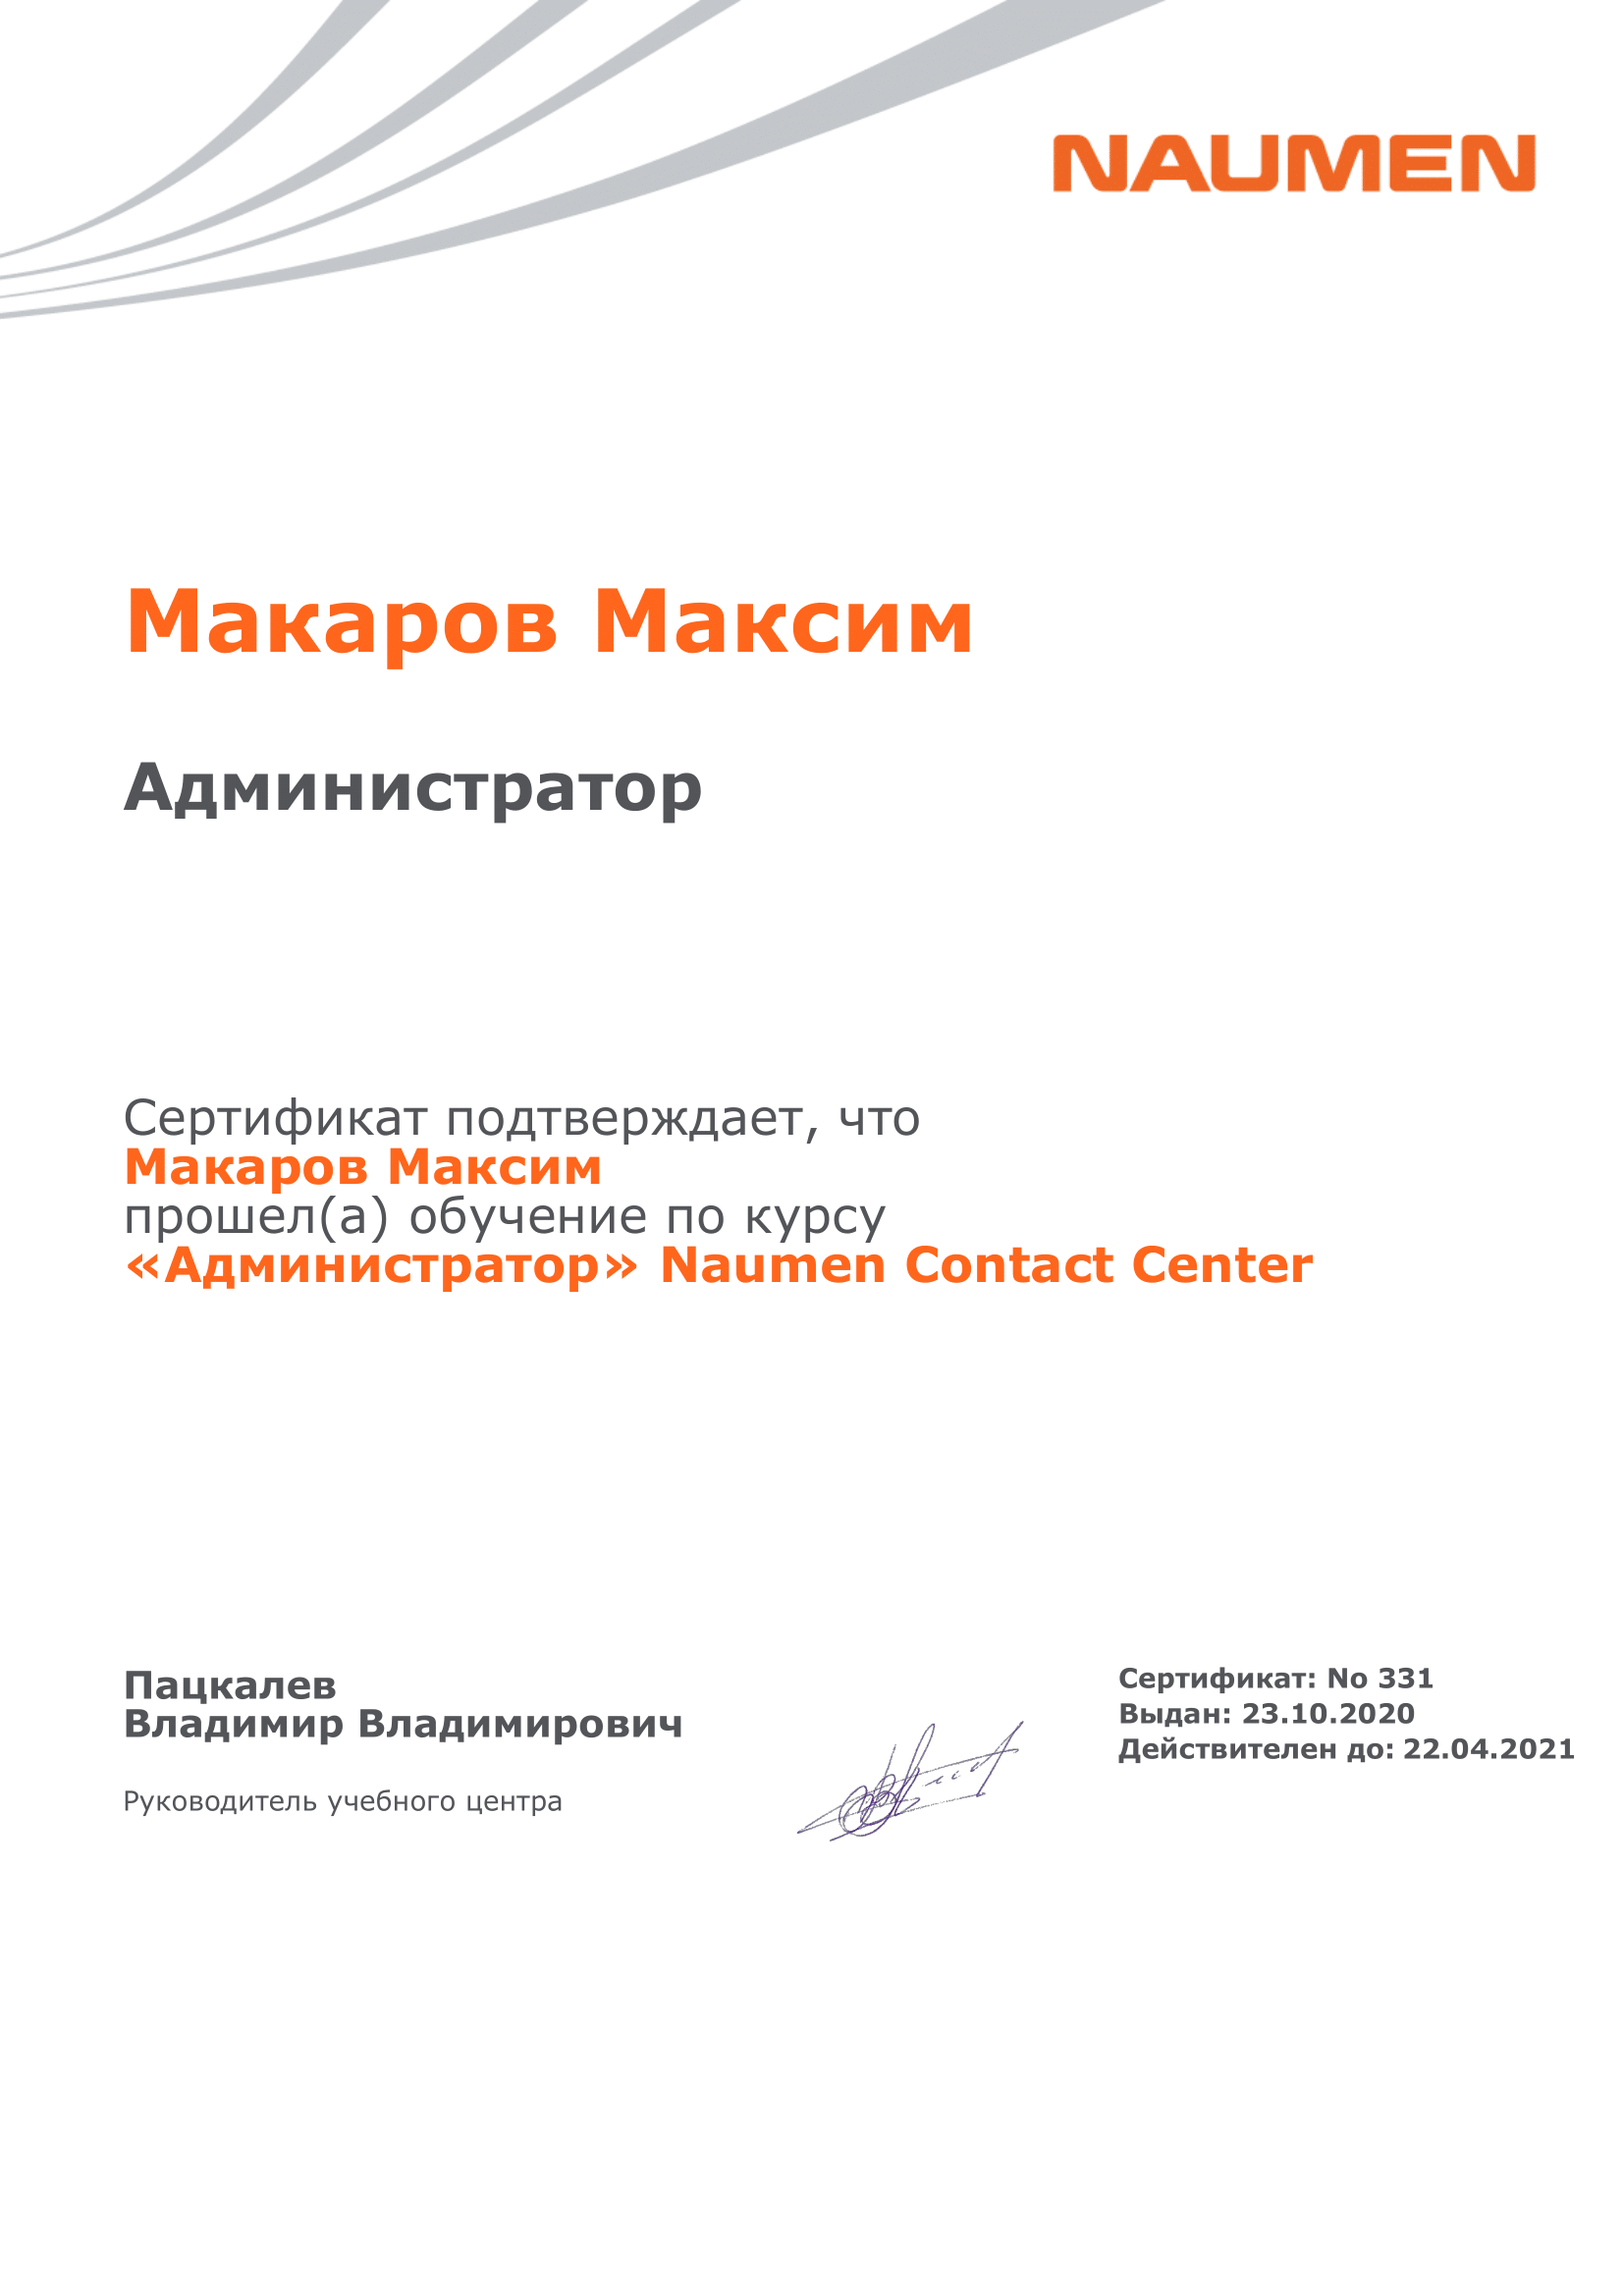 NAUMEN
Макаров Максим
Администратор
Сертификат подтверждает, что
Макаров Максим
прошел(а) обучение по курсу
«Администратор» Naumen Contact Center
Пацкалев
Владимир Владимирович
Руководитель учебного центра
Сертификат: No 331
Выдан: 23.10.2020
Действителен до: 22.04.2021